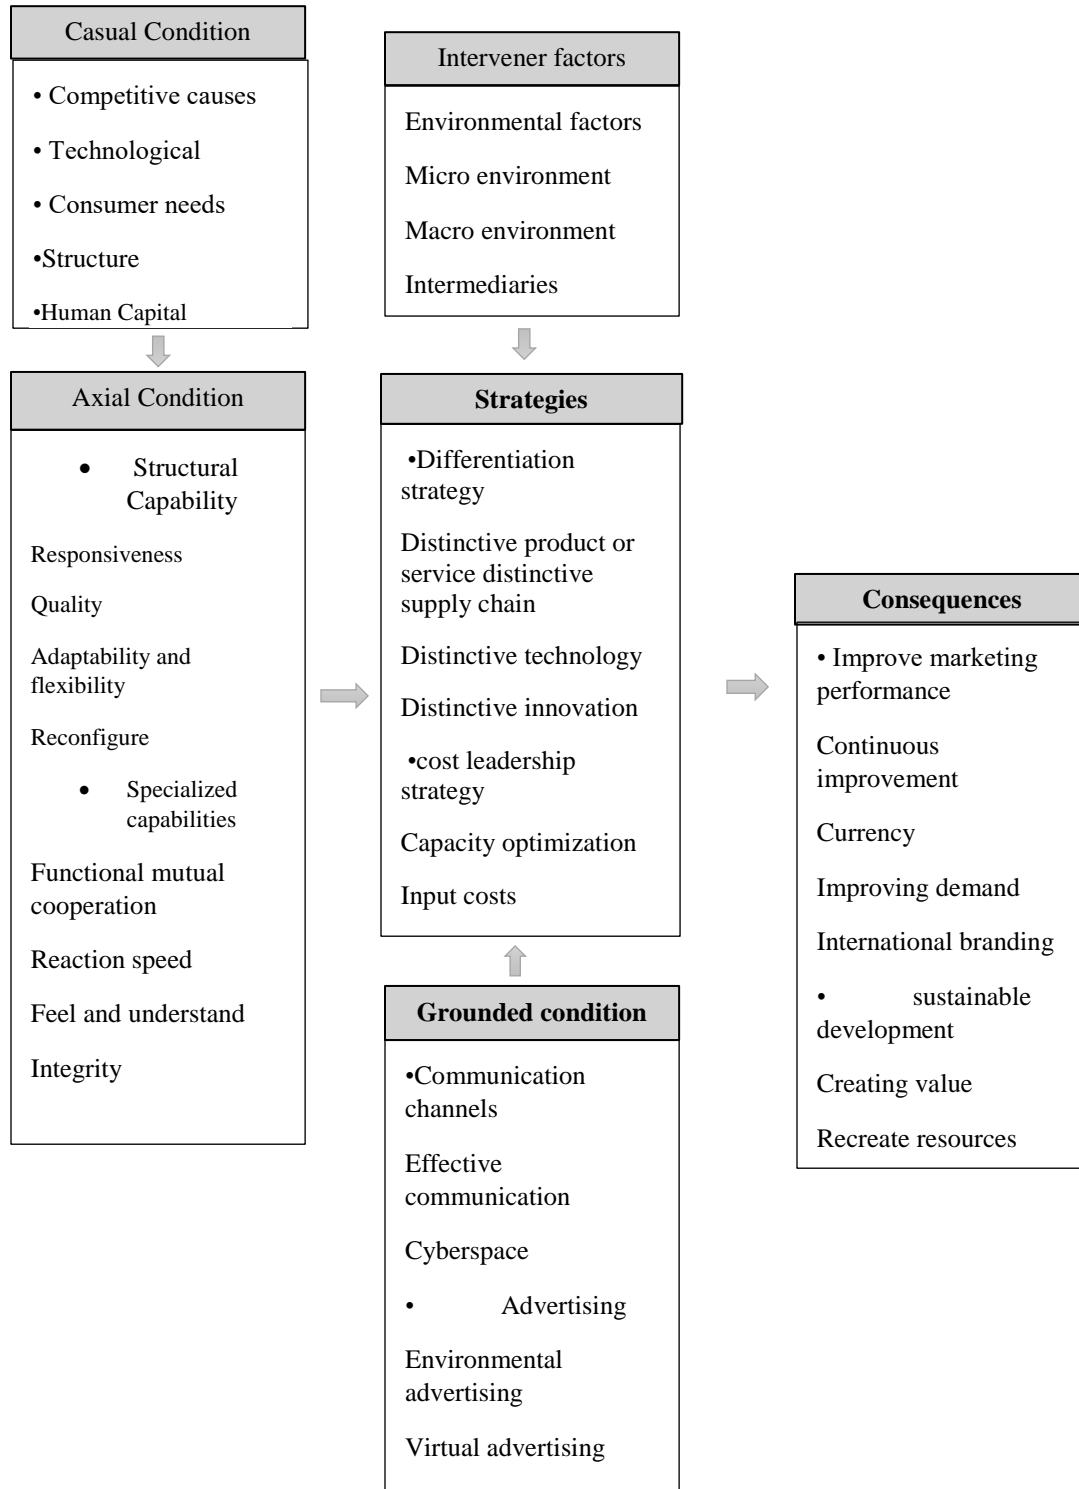 Casual Condition
• Competitive causes
• Technological
• Consumer needs
•Structure
•Human Capital
Intervener factors
Environmental factors
Micro environment
Macro environment
Intermediaries
Axial Condition
• Structural
Capability
Responsiveness
Quality
Adaptability and
flexibility
Reconfigure
• Specialized
capabilities
Functional mutual
cooperation
Reaction speed
Feel and understand
Integrity
Strategies
•Differentiation
strategy
Distinctive product or
service distinctive
supply chain
Distinctive technology
Distinctive innovation
•cost leadership
strategy
Capacity optimization
Input costs
Grounded condition
•Communication
channels
Effective
communication
Cyberspace
• Advertising
Environmental
advertising
Virtual advertising
Consequences
• Improve marketing
performance
Continuous
improvement
Currency
Improving demand
International branding
• sustainable
development
Creating value
Recreate resources